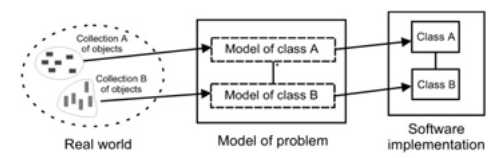 Collection A
of objects
Collection B
of objects
Real world
Model of class A
*
Model of class B
Model of problem
Class A
Class B
Software
implementation